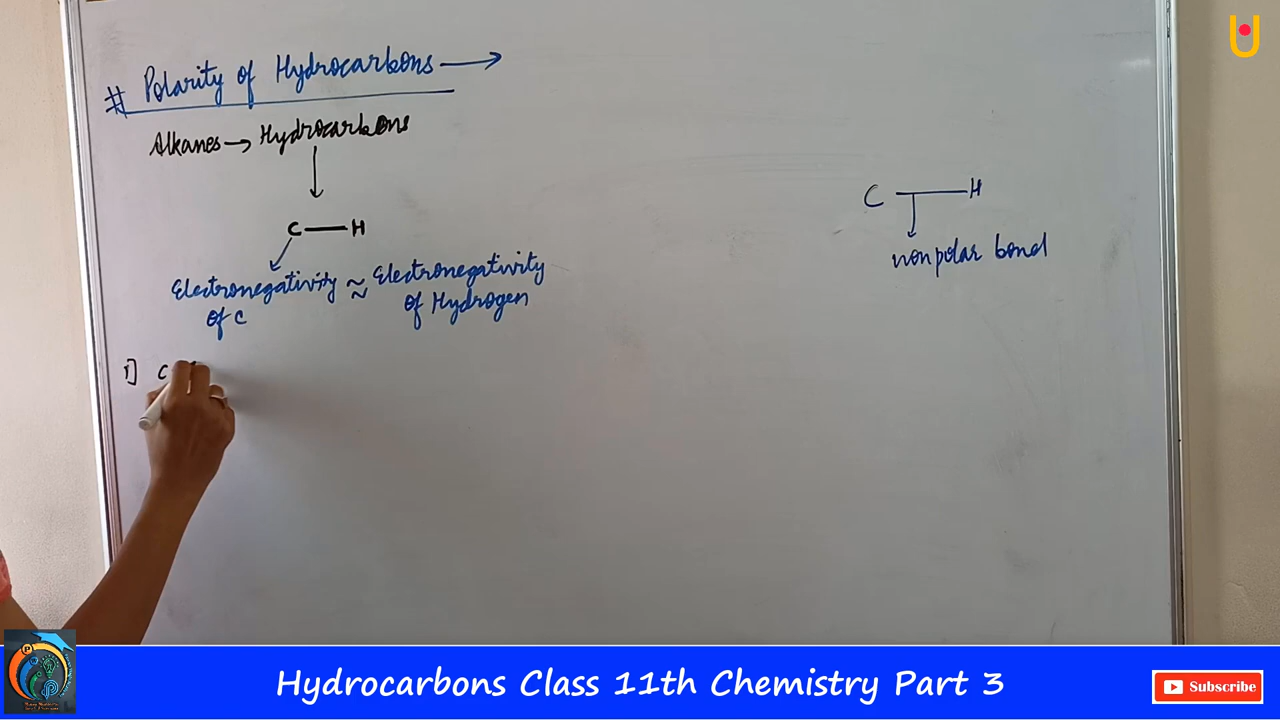 # Polarity of Hydrocarbons →
Alkanes → Hydrocarbons
C — H
Electronegativity ≈ Electronegativity
of C of Hydrogen
1] C
C — H
nonpolar bond
Hydrocarbons Class 11th Chemistry Part 3
Subscribe